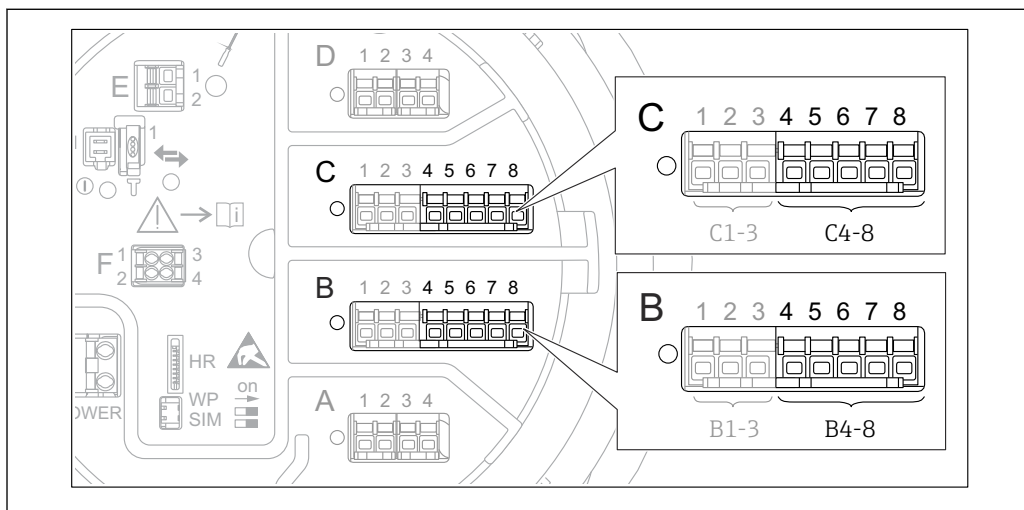 D 1 2 3 4
E 1
2
1
C 1 2 3 4 5 6 7 8
i
F 1 3
2 4
B 1 2 3 4 5 6 7 8
HR
WP on
SIM
OWER
A 1 2 3 4
C 1 2 3 4 5 6 7 8
C1-3 C4-8
B 1 2 3 4 5 6 7 8
B1-3 B4-8